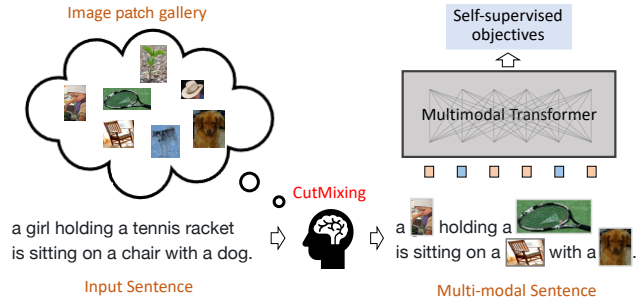 Image patch gallery
Self-supervised
objectives
Multimodal Transformer
CutMixing
a girl holding a tennis racket
is sitting on a chair with a dog.
Input Sentence
a holding a
is sitting on a with a .
Multi-modal Sentence